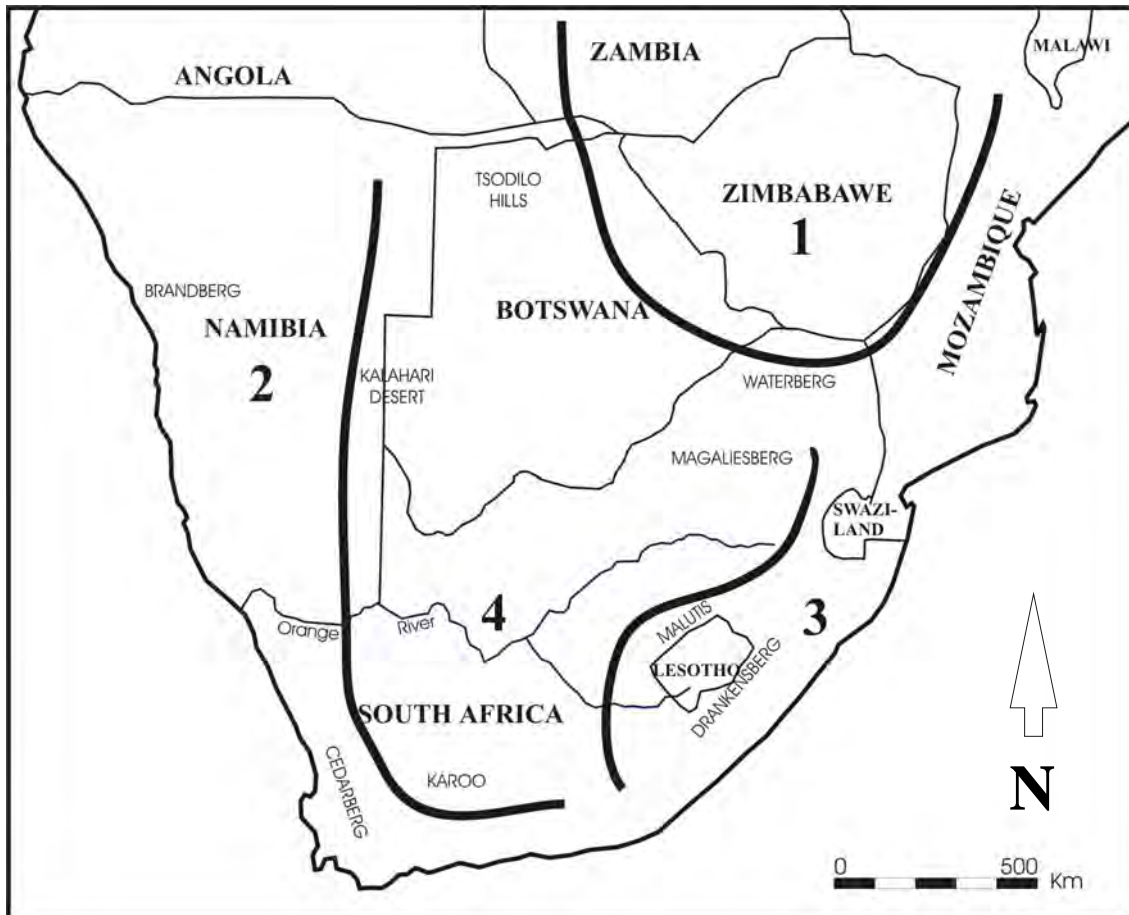 ZAMBIA
MALAWI
ANGOLA
TSODILO
HILLS
ZIMBABAWE
1
MOZAMBIQUE
BRANDBERG
NAMIBIA
2
BOTSWANA
KALAHARI
DESERT
WATERBERG
MAGALIESBERG
SWAZI-
LAND
4
3
Orange River
MALUTIS
LESOTHO
DRANKENSBERG
SOUTH AFRICA
CEDARBERG
KAROO
N
0 500
Km